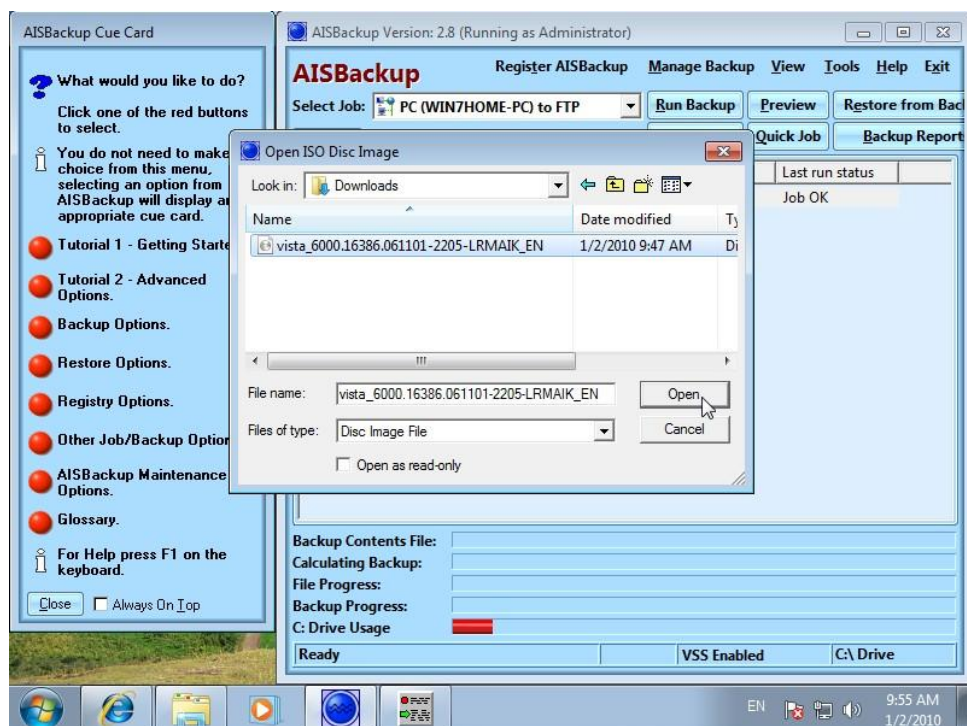 AISBackup Cue Card
What would you like to do?
Click one of the red buttons
to select.
You do not need to make
choice from this menu,
selecting an option from
AISBackup will display a
appropriate cue card.
Tutorial 1 - Getting Starte
Tutorial 2 - Advanced
Options.
Backup Options.
Restore Options.
Registry Options.
Other Job/Backup Option
AISBackup Maintenance
Options.
Glossary.
For Help press F1 on the
keyboard.
Close
Always On Top
AISBackup Version: 2.8 (Running as Administrator)
AISBackup
Register AISBackup Manage Backup View Tools Help Exit
Select Job: PC (WIN7HOME-PC) to FTP Run Backup Preview Restore from Bac
Quick Job Backup Report
Last run status
Job OK
Open ISO Disc Image
Look in: Downloads
Name Date modified Ty
vista_6000.16386.061101-2205-LRMAIK_EN 1/2/2010 9:47 AM Di
File name: vista_6000.16386.061101-2205-LRMAIK_EN Open
Files of type: Disc Image File Cancel
Open as read-only
Backup Contents File:
Calculating Backup:
File Progress:
Backup Progress:
C: Drive Usage
Ready VSS Enabled C:\ Drive
EN 9:55 AM
1/2/2010